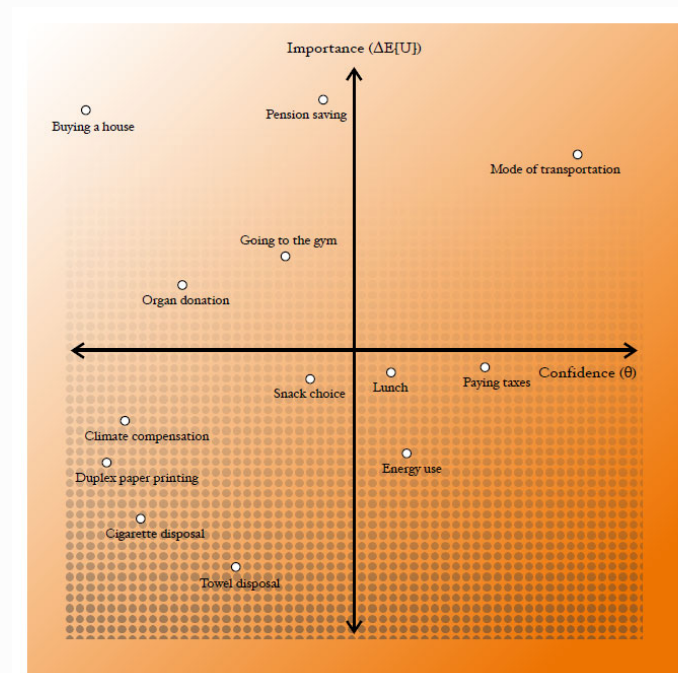 Importance (ΔE[U])
Buying a house
Pension saving
Mode of transportation
Going to the gym
Organ donation
Confidence (θ)
Snack choice
Lunch
Paying taxes
Climate compensation
Duplex paper printing
Energy use
Cigarette disposal
Towel disposal